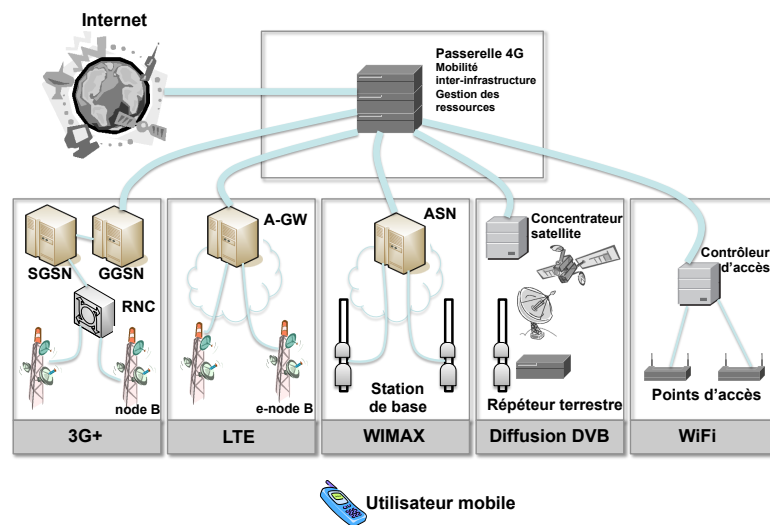 Internet
Passerelle 4G
Mobilité
inter-infrastructure
Gestion des
ressources
SGSN
GGSN
RNC
node B
3G+
A-GW
e-node B
LTE
ASN
Station
de base
WIMAX
Concentrateur
satellite
Répéteur terrestre
Diffusion DVB
Contrôleur
d'accès
Points d'accès
WiFi
Utilisateur mobile